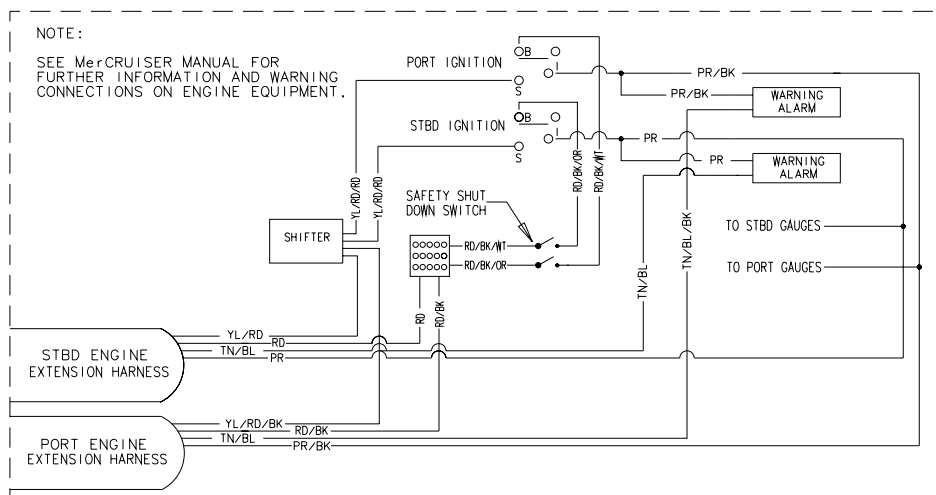 NOTE:
SEE MerCRUISER MANUAL FOR
FURTHER INFORMATION AND WARNING
CONNECTIONS ON ENGINE EQUIPMENT.
PORT IGNITION
B
I
S
PR/BK
PR/BK
WARNING
ALARM
STBD IGNITION
B
I
S
PR
PR
WARNING
ALARM
YL/RD/RD
YL/RD/RD
RD/BK/OR
RD/BK/WT
SAFETY SHUT
DOWN SWITCH
SHIFTER
RD/BK/WT
RD/BK/OR
TO STBD GAUGES
TO PORT GAUGES
TN/BL
TN/BL/BK
RD
RD/BK
STBD ENGINE
EXTENSION HARNESS
YL/RD
RD
TN/BL
PR
PORT ENGINE
EXTENSION HARNESS
YL/RD/BK
RD/BK
TN/BL
PR/BK